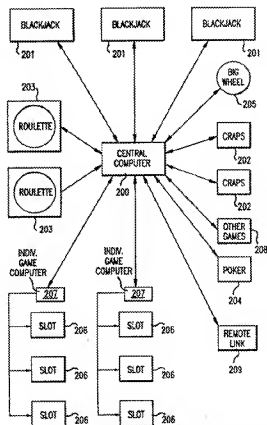 BLACKJACK BLACKJACK BLACKJACK
201 201 201
203
ROULETTE
BIG
WHEEL
205
CRAPS
202
CENTRAL
COMPUTER
200
ROULETTE
203
CRAPS
202
OTHER
GAMES
208
POKER
204
REMOTE
LINK
209
INDIV.
GAME
COMPUTER
207
INDIV.
GAME
COMPUTER
207
SLOT 206
SLOT 206
SLOT 206
SLOT 206
SLOT 206
SLOT 206